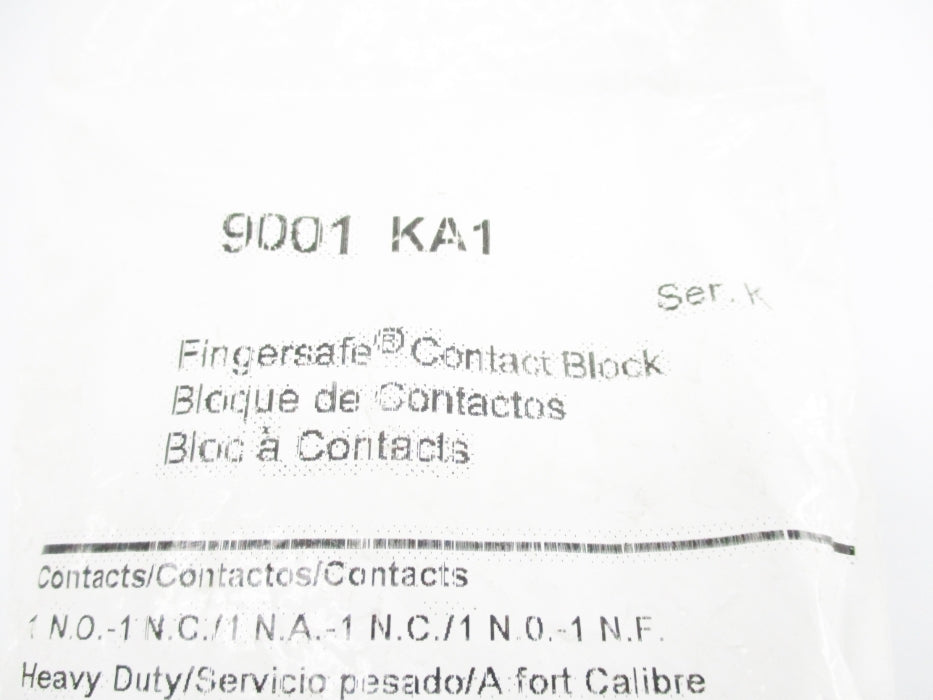 9001 KA1
Ser. K
Fingersafe® Contact Block
Bloque de Contactos
Bloc à Contacts
Contacts/Contactos/Contacts
1 N.O.-1 N.C./1 N.A.-1 N.C./1 N.O.-1 N.F.
Heavy Duty/Servicio pesado/A fort Calibre